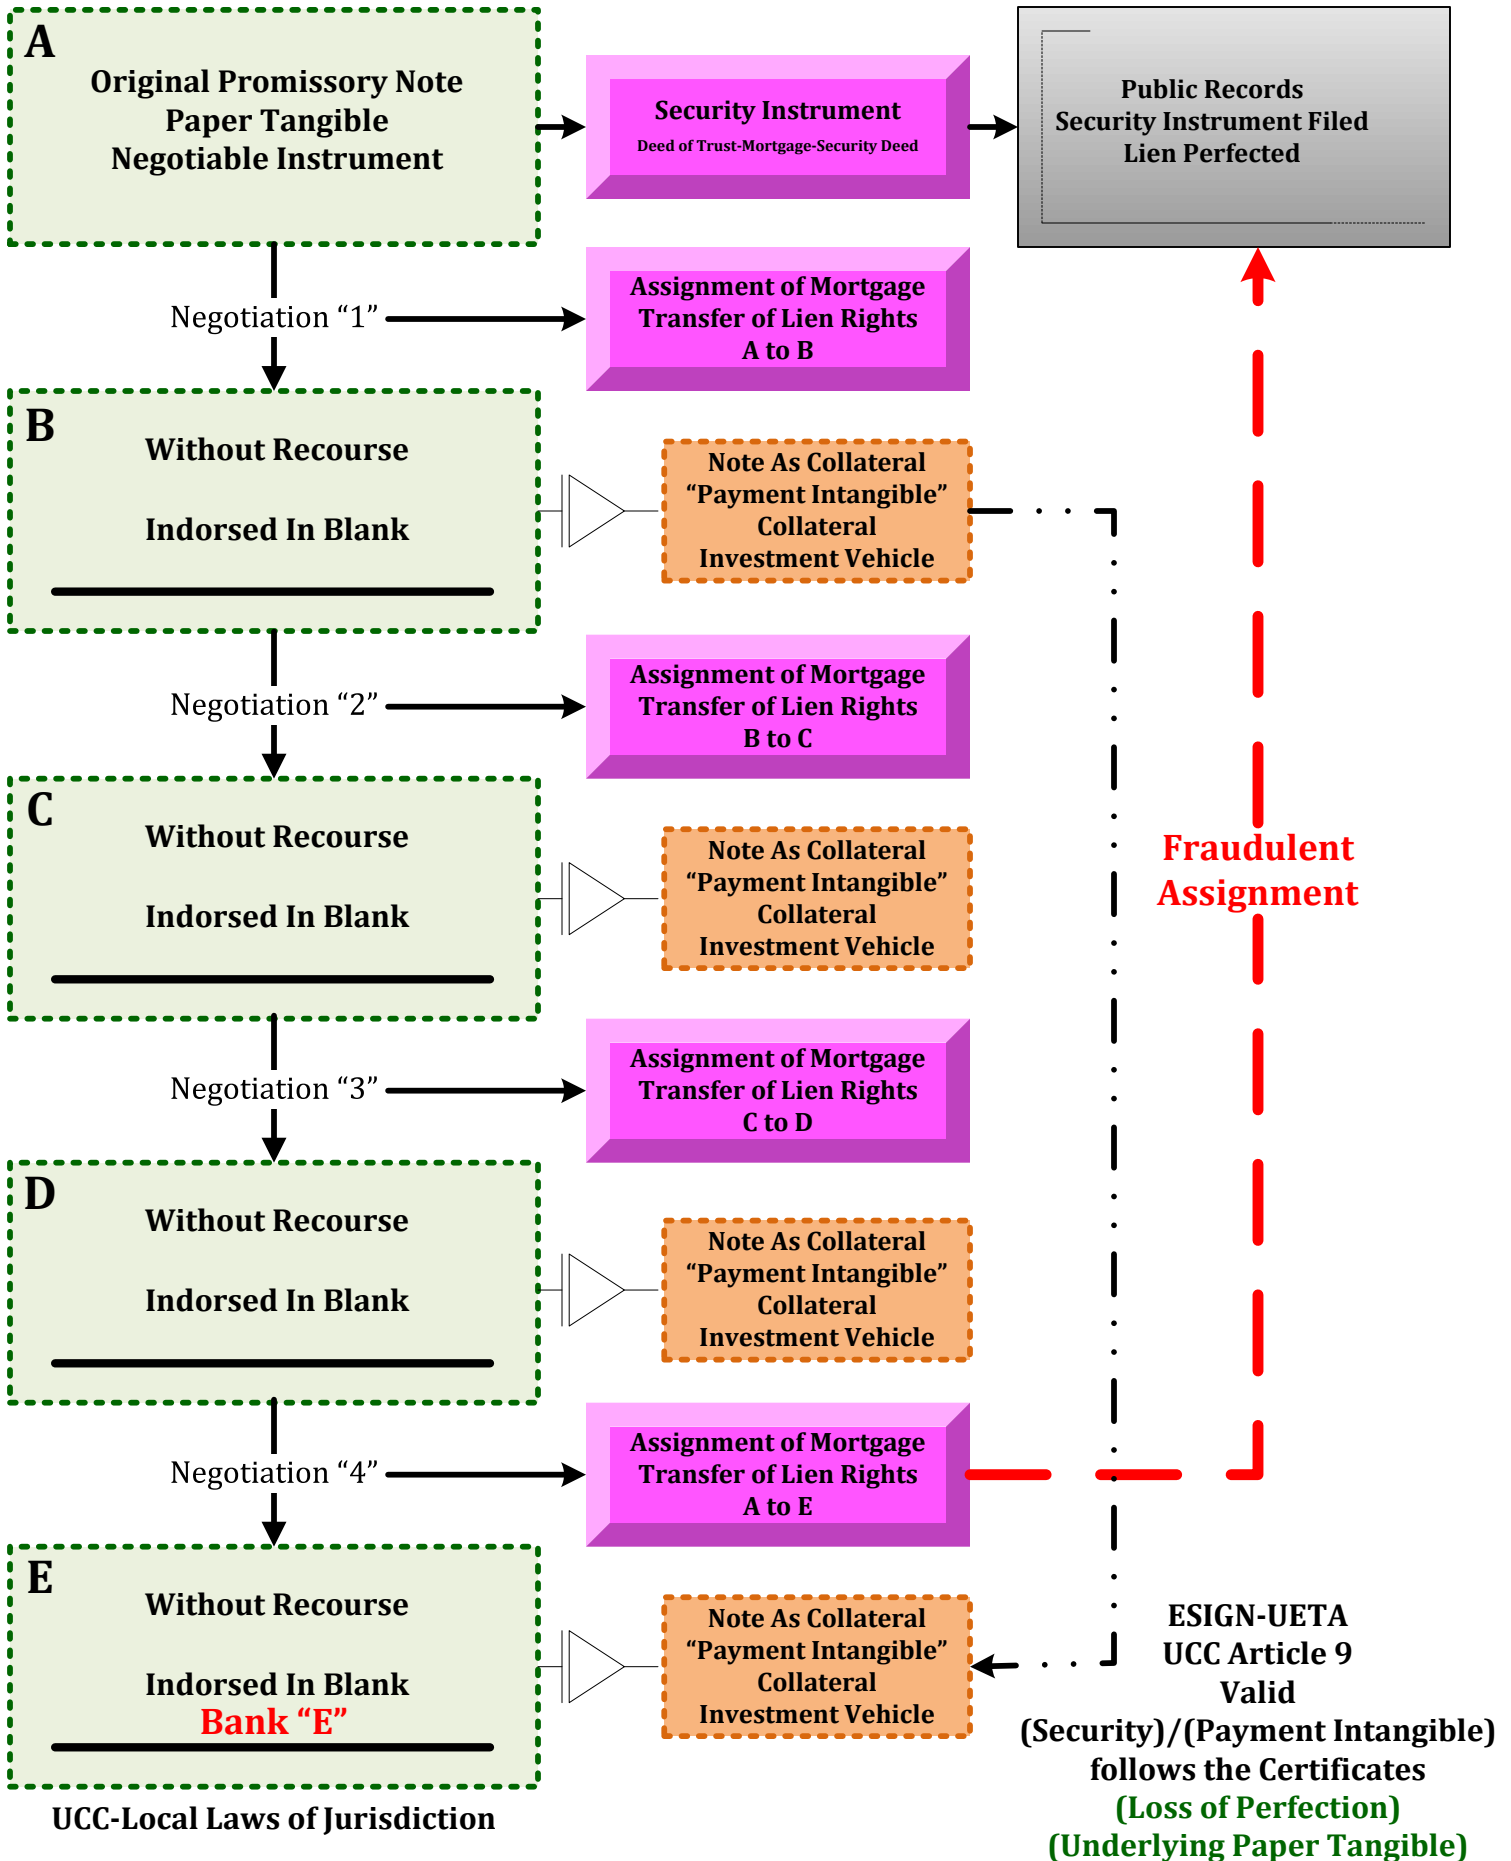 A
Original Promissory Note
Paper Tangible
Negotiable Instrument
Security Instrument
Deed of Trust-Mortgage-Security Deed
Public Records
Security Instrument Filed
Lien Perfected
Negotiation “1”
Assignment of Mortgage
Transfer of Lien Rights
A to B
B
Without Recourse
Indorsed In Blank
Note As Collateral
“Payment Intangible”
Collateral
Investment Vehicle
Negotiation “2”
Assignment of Mortgage
Transfer of Lien Rights
B to C
C
Without Recourse
Indorsed In Blank
Note As Collateral
“Payment Intangible”
Collateral
Investment Vehicle
Fraudulent
Assignment
Negotiation “3”
Assignment of Mortgage
Transfer of Lien Rights
C to D
D
Without Recourse
Indorsed In Blank
Note As Collateral
“Payment Intangible”
Collateral
Investment Vehicle
Negotiation “4”
Assignment of Mortgage
Transfer of Lien Rights
A to E
E
Without Recourse
Indorsed In Blank
Bank “E”
Note As Collateral
“Payment Intangible”
Collateral
Investment Vehicle
UCC-Local Laws of Jurisdiction
ESIGN-UETA
UCC Article 9
Valid
(Security)/(Payment Intangible)
follows the Certificates
(Loss of Perfection)
(Underlying Paper Tangible)